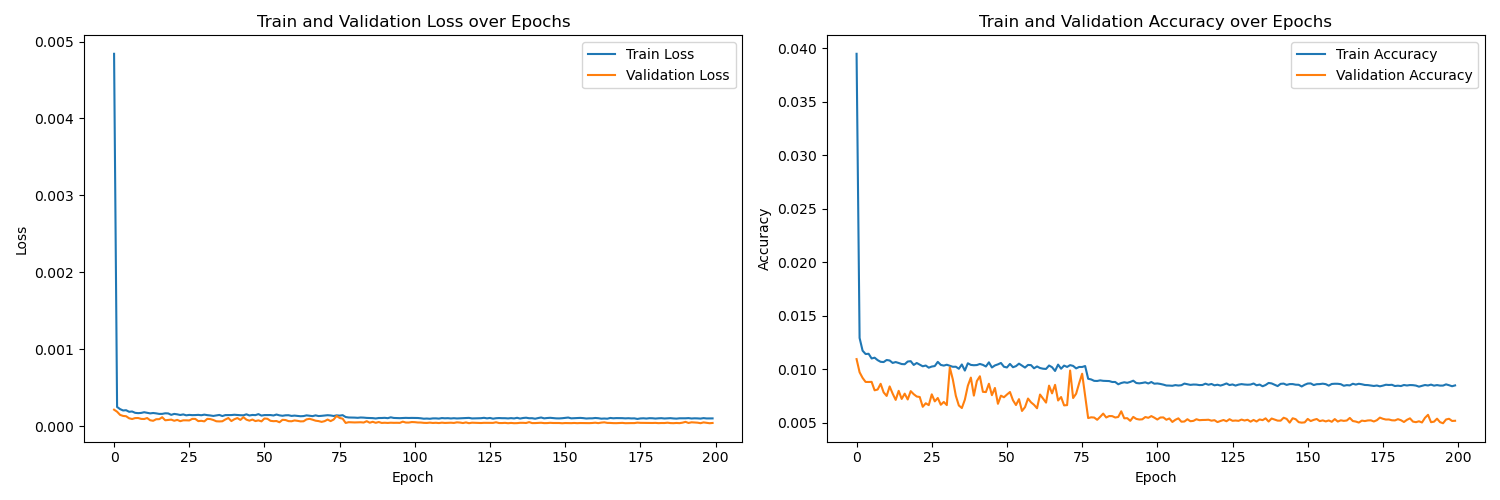 Train and Validation Loss over Epochs
0.005
0.004
0.003
0.002
0.001
0.000
Loss
Train Loss
Validation Loss
0 25 50 75 100 125 150 175 200
Epoch
Train and Validation Accuracy over Epochs
0.040
0.035
0.030
0.025
0.020
0.015
0.010
0.005
Accuracy
Train Accuracy
Validation Accuracy
0 25 50 75 100 125 150 175 200
Epoch